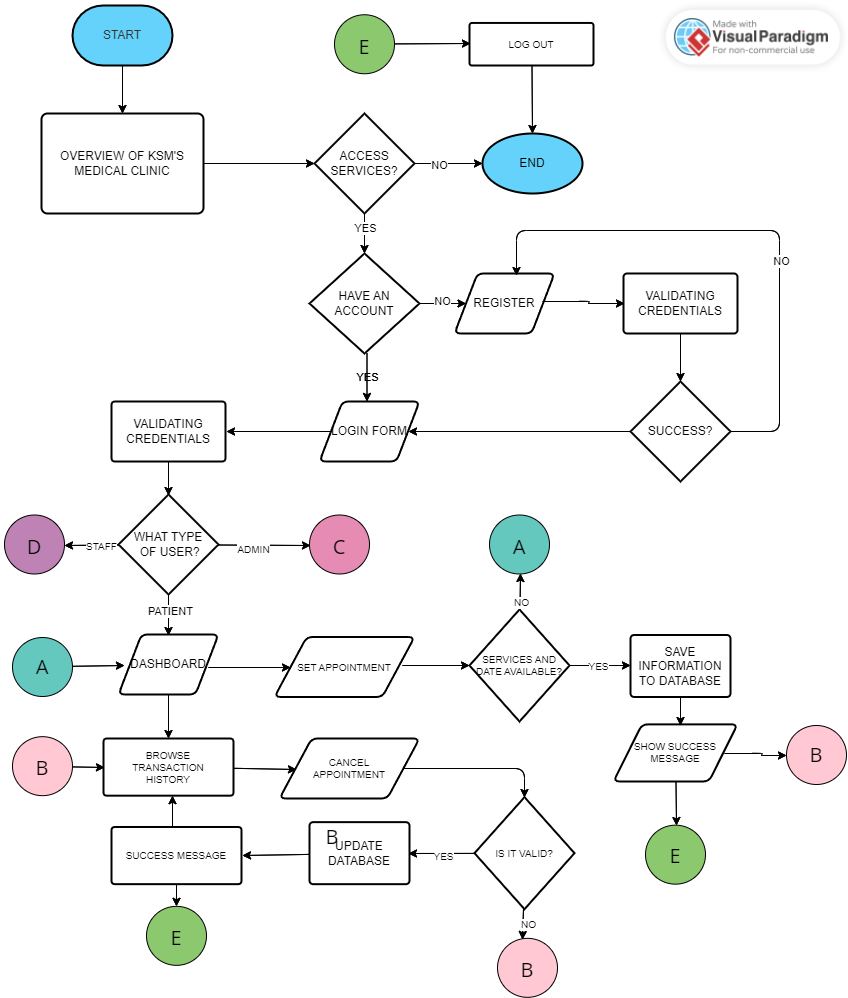 START
E
LOG OUT
Made with
Visual Paradigm
For non-commercial use
OVERVIEW OF KSM'S
MEDICAL CLINIC
ACCESS
SERVICES?
NO
END
YES
HAVE AN
ACCOUNT
NO
REGISTER
VALIDATING
CREDENTIALS
NO
YES
VALIDATING
CREDENTIALS
LOGIN FORM
SUCCESS?
D
STAFF
WHAT TYPE
OF USER?
ADMIN
C
A
PATIENT
NO
A
DASHBOARD
SET APPOINTMENT
SERVICES AND
DATE AVAILABLE?
YES
SAVE
INFORMATION
TO DATABASE
B
BROWSE
TRANSACTION
HISTORY
CANCEL
APPOINTMENT
SHOW SUCCESS
MESSAGE
B
SUCCESS MESSAGE
B
UPDATE
DATABASE
YES
IS IT VALID?
E
E
NO
B